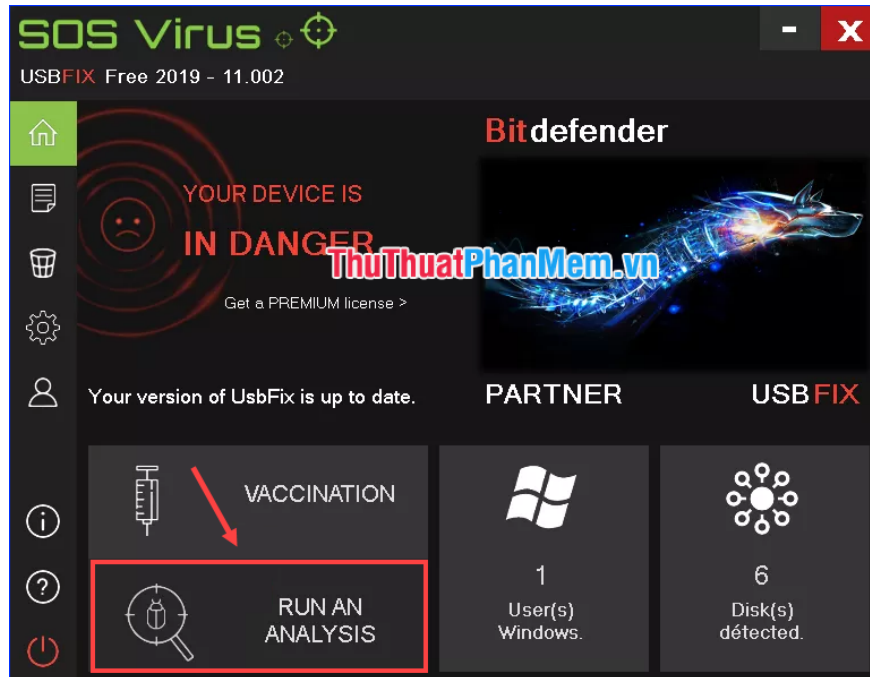 SOS Virus
USBFIX Free 2019 - 11.002
YOUR DEVICE IS
IN DANGER
Get a PREMIUM license >
Bitdefender
ThuThuatPhanMem.vn
Your version of UsbFix is up to date.
PARTNER
USBFIX
VACCINATION
RUN AN
ANALYSIS
1
User(s)
Windows.
6
Disk(s)
détected.